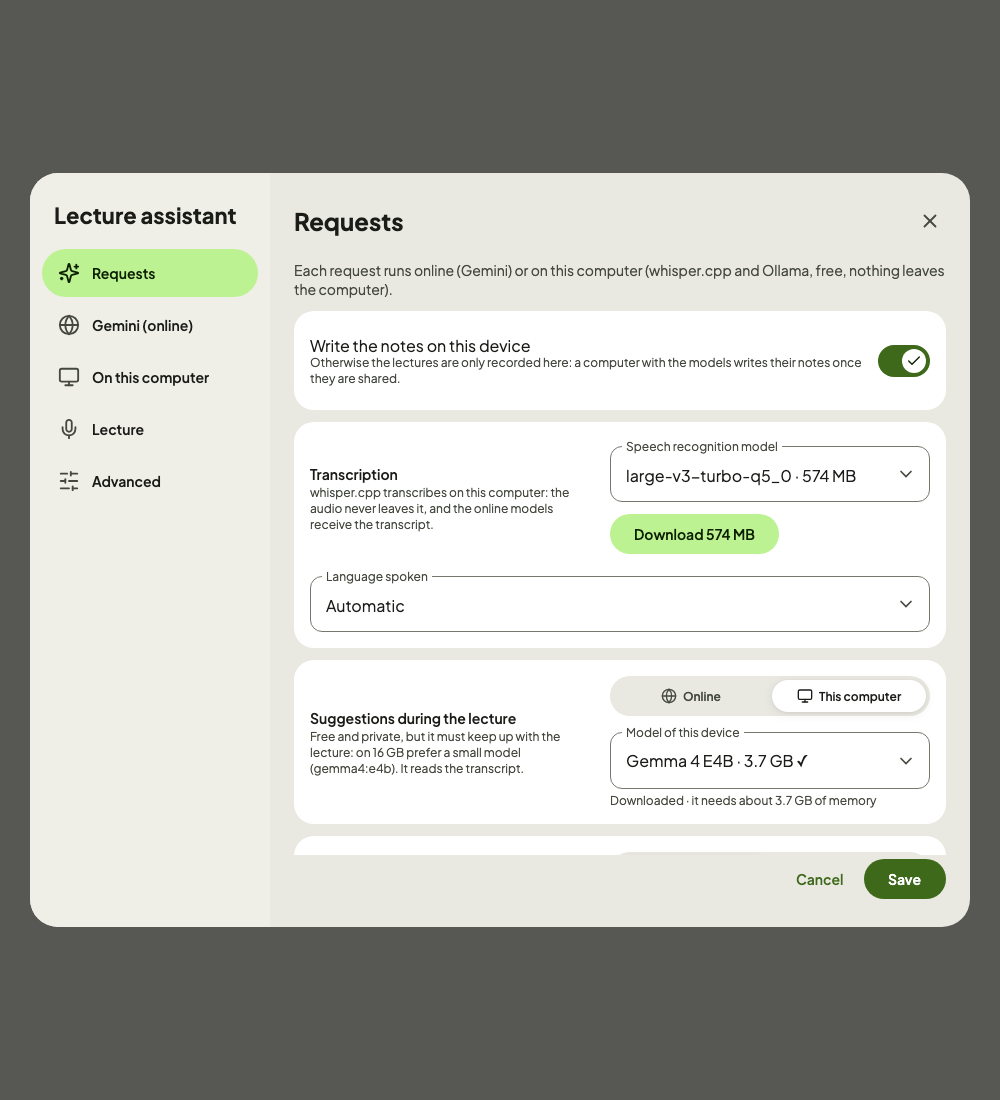 Lecture assistant
Requests
Gemini (online)
On this computer
Lecture
Advanced
Requests
Each request runs online (Gemini) or on this computer (whisper.cpp and Ollama, free, nothing leaves
the computer).
Write the notes on this device
Otherwise the lectures are only recorded here: a computer with the models writes their notes once
they are shared.
Transcription
whisper.cpp transcribes on this computer: the
audio never leaves it, and the online models
receive the transcript.
Speech recognition model
large-v3-turbo-q5_0 · 574 MB
Download 574 MB
Language spoken
Automatic
Suggestions during the lecture
Free and private, but it must keep up with the
lecture: on 16 GB prefer a small model
(gemma4:e4b). It reads the transcript.
Online
This computer
Model of this device
Gemma 4 E4B · 3.7 GB ✓
Downloaded · it needs about 3.7 GB of memory
Cancel
Save